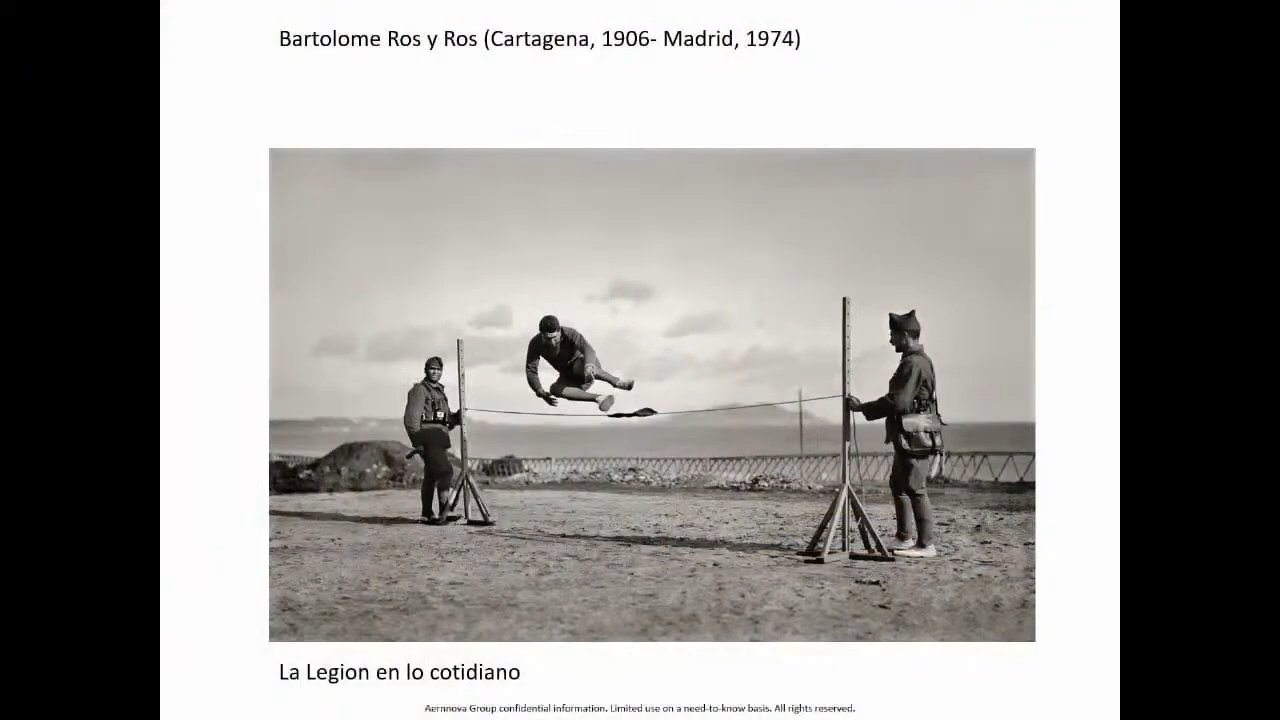 Bartolome Ros y Ros (Cartagena, 1906- Madrid, 1974)
La Legion en lo cotidiano
Aernnova Group confidential information. Limited use on a need-to-know basis. All rights reserved.